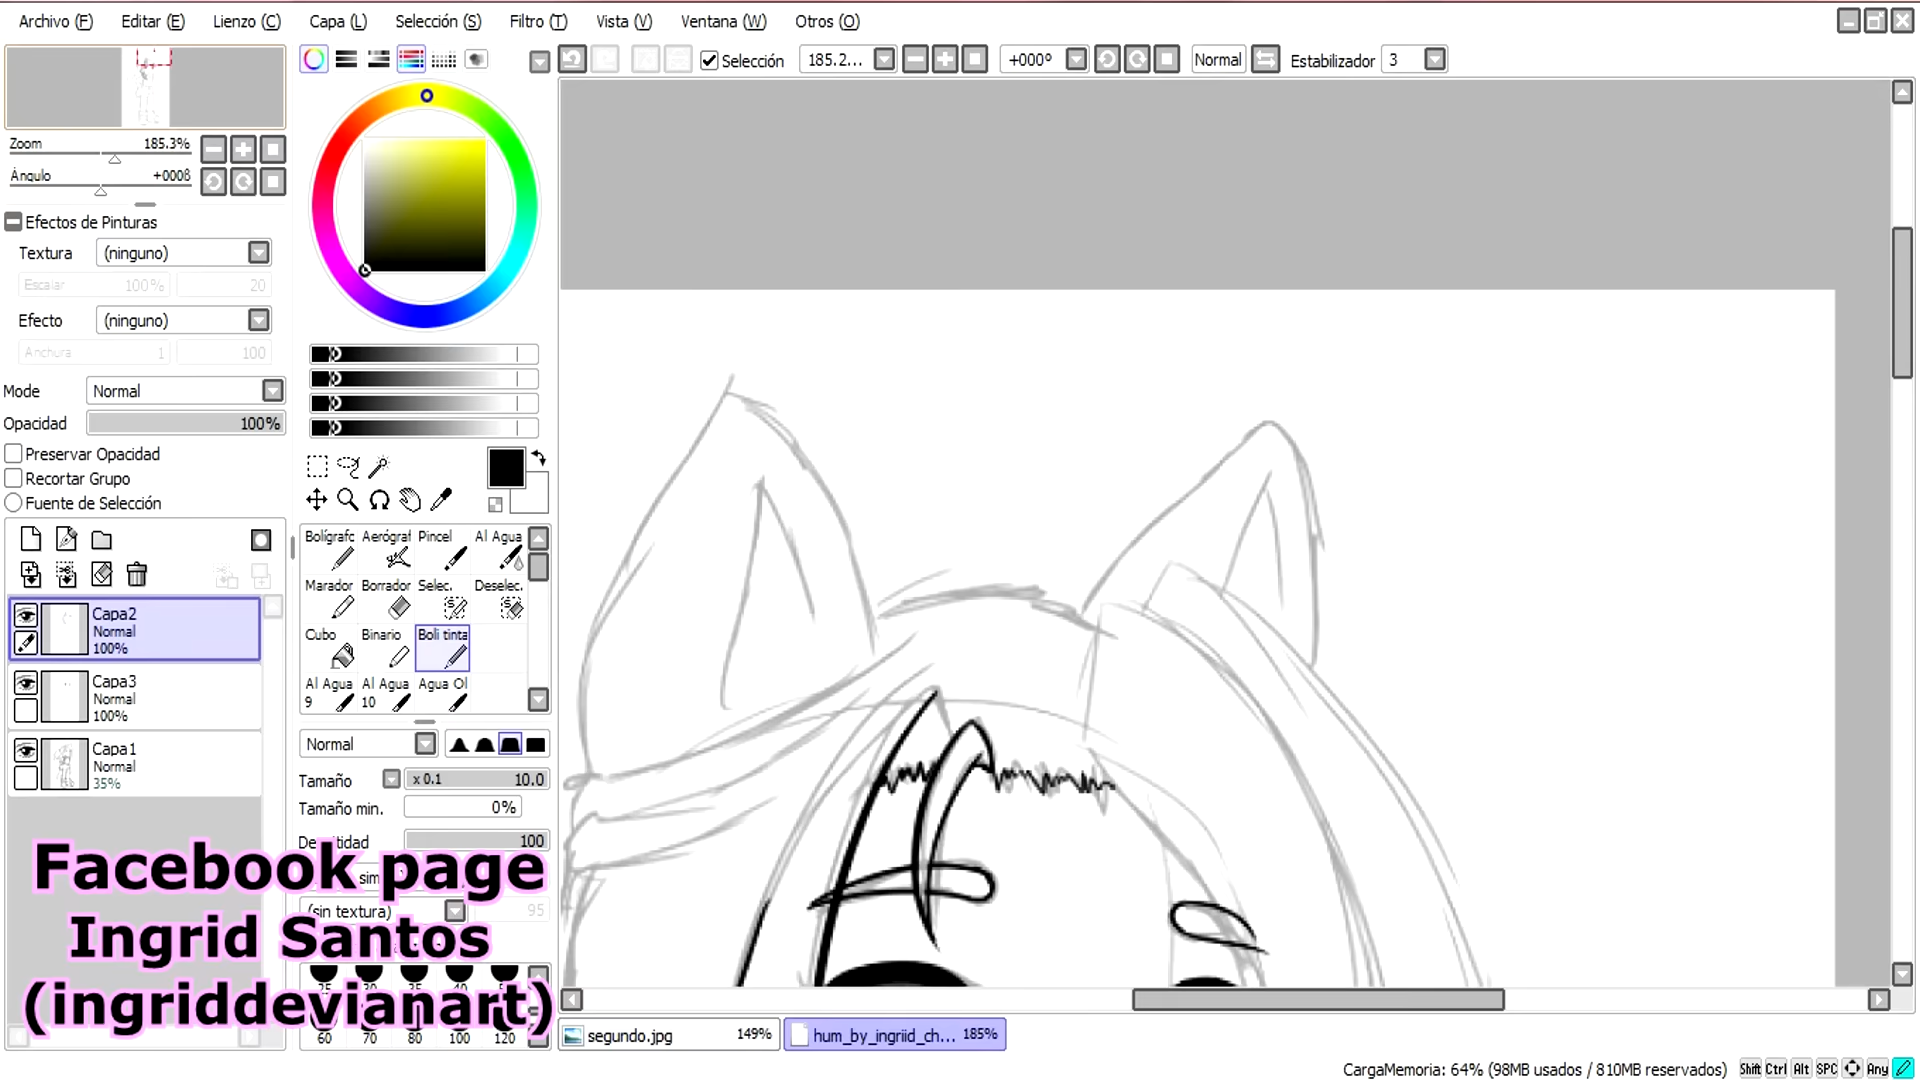 Archivo (F) Editar (E) Lienzo (C) Capa (L) Selección (S) Filtro (T) Vista (V) Ventana (W) Otros (O)
Selección 185.2... +000º Normal Estabilizador 3
Zoom 185.3%
Ángulo +000ß
Efectos de Pinturas
Textura (ninguno)
Escalar 100% 20
Efecto (ninguno)
Anchura 1 100
Mode Normal
Opacidad 100%
Preservar Opacidad
Recortar Grupo
Fuente de Selección
Capa2
Normal
100%
Capa3
Normal
100%
Capa1
Normal
35%
Bolígrafc Aerógraf Pincel Al Agua
Marador Borrador Selec. Deselec.
Cubo Binario Boli tinta
Al Agua 9 Al Agua 10 Agua Ol
Normal
Tamaño x 0.1 10.0
Tamaño min. 0%
100
(sin textura) 95
60 70 80 100 120
Facebook page
Ingrid Santos
(ingriddevianart)
segundo.jpg 149% hum_by_ingriid_ch... 185%
CargaMemoria: 64% (98MB usados / 810MB reservados) Shift Ctrl Alt SPC Any